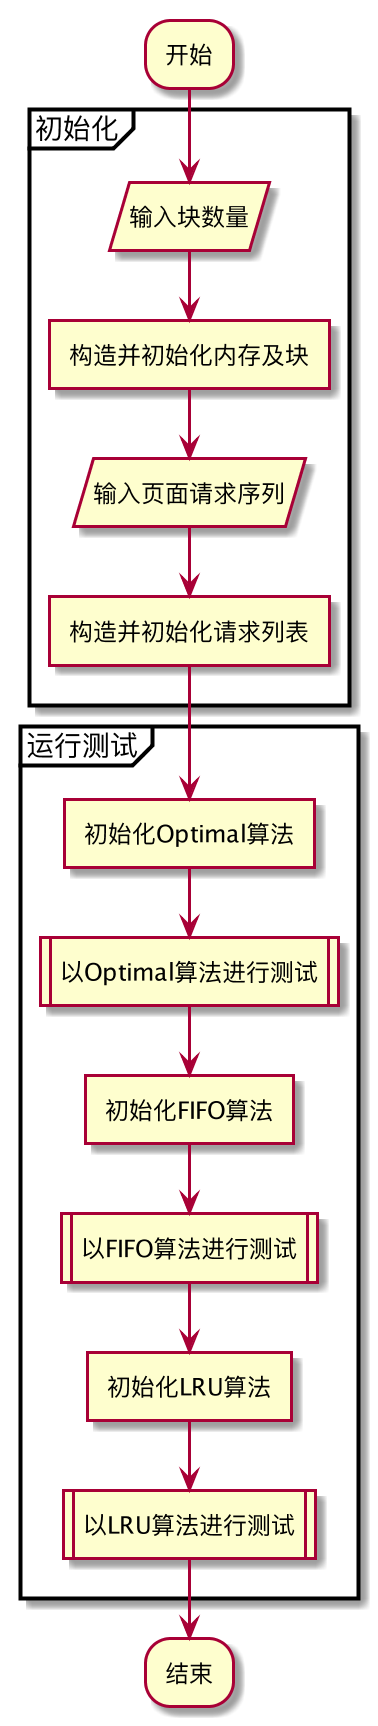 开始
初始化
输入块数量
构造并初始化内存及块
输入页面请求序列
构造并初始化请求列表
运行测试
初始化Optimal算法
以Optimal算法进行测试
初始化FIFO算法
以FIFO算法进行测试
初始化LRU算法
以LRU算法进行测试
结束